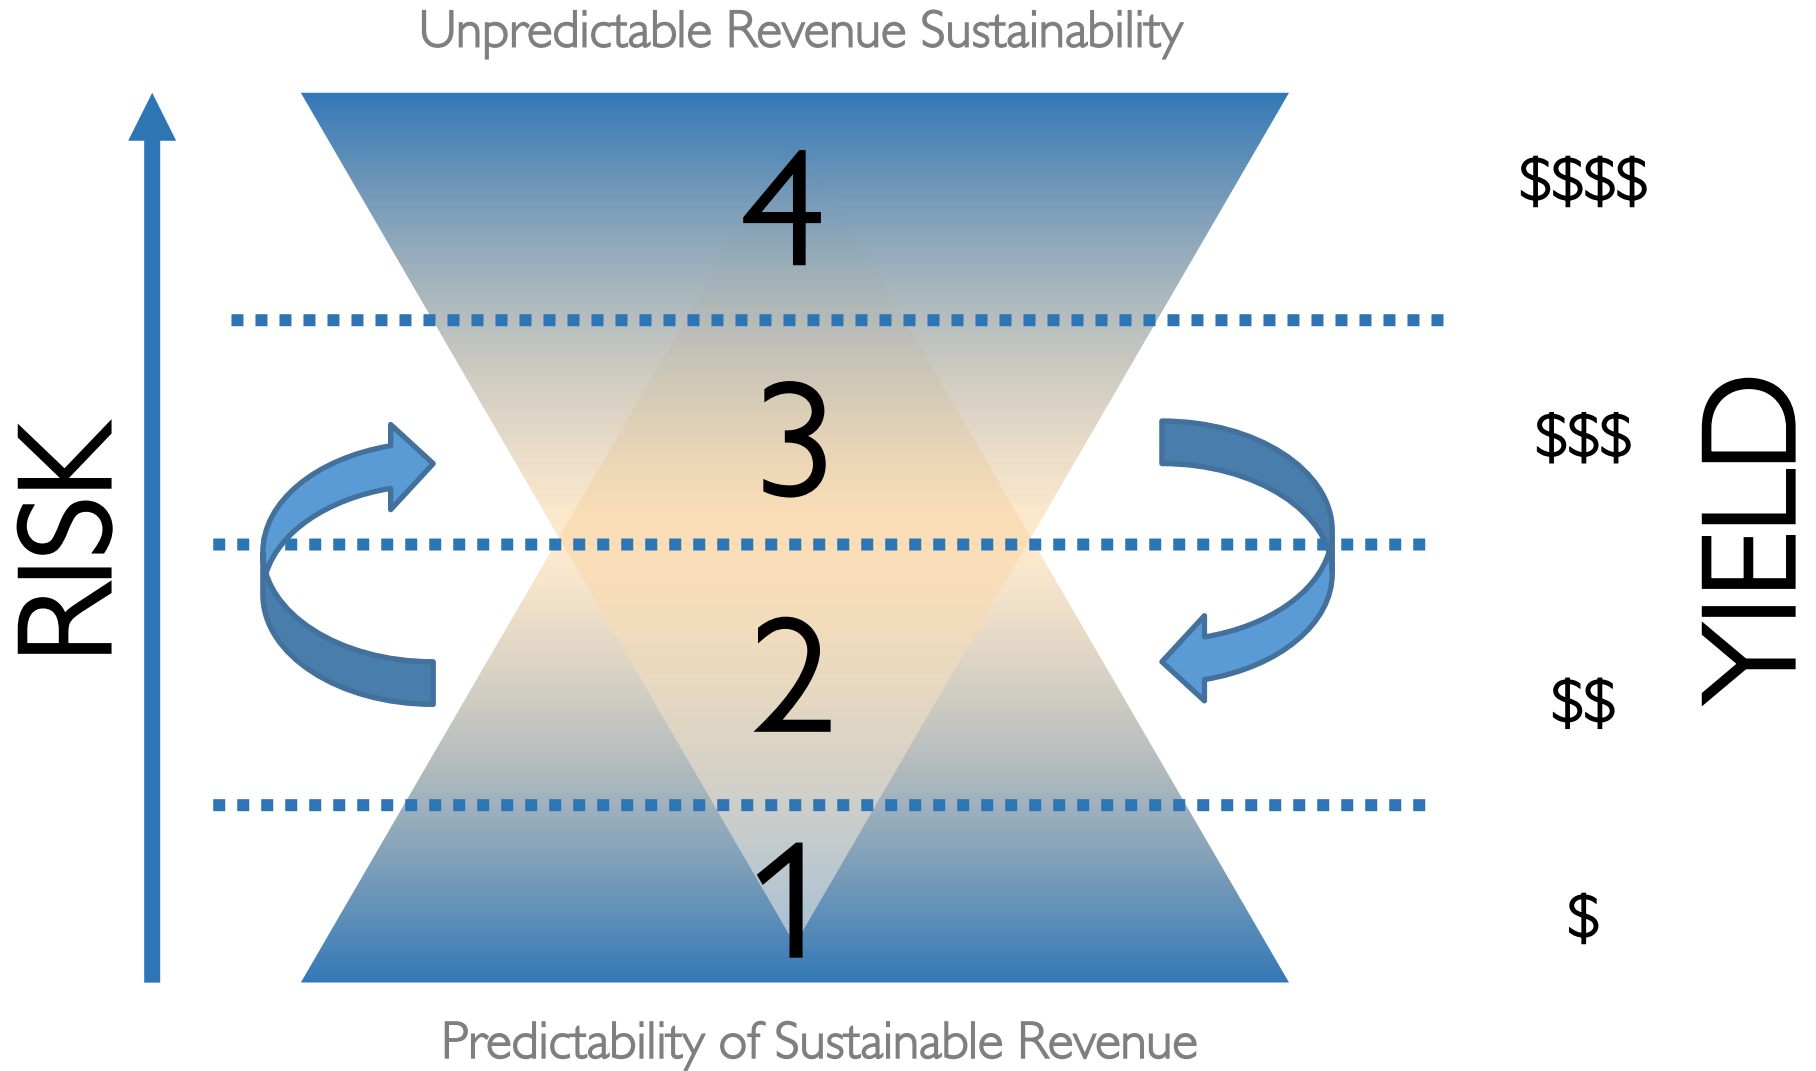 Unpredictable Revenue Sustainability
4
$$$$
3
$$$
RISK
YIELD
2
$$
1
$
Predictability of Sustainable Revenue